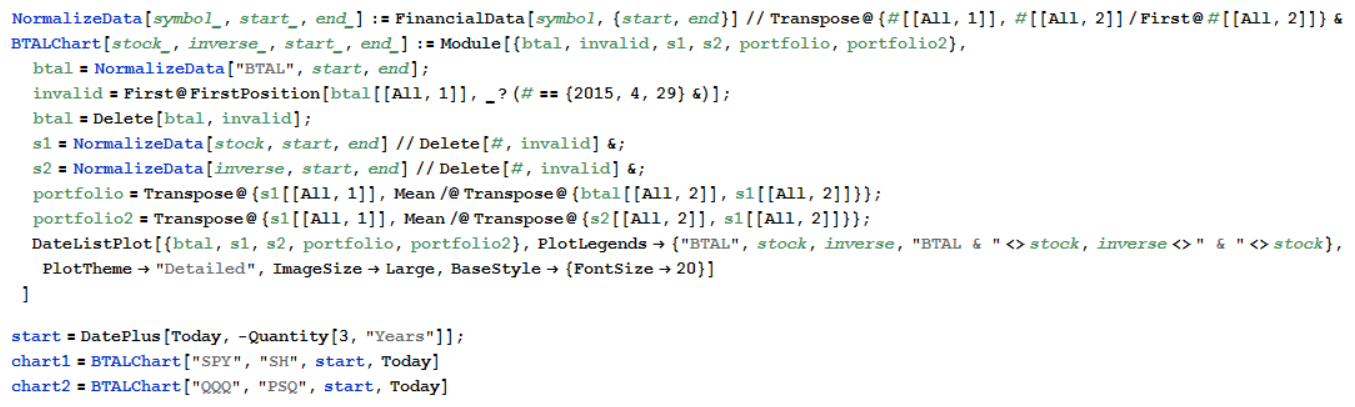 NormalizeData[symbol_, start_, end_] := FinancialData[symbol, {start, end}] // Transpose@{#[[All, 1]], #[[All, 2]] / First@#[[All, 2]]} &
BTALChart[stock_, inverse_, start_, end_] := Module[{btal, invalid, s1, s2, portfolio, portfolio2},
btal = NormalizeData["BTAL", start, end];
invalid = First@FirstPosition[btal[[All, 1]], _?(# == {2015, 4, 29} &)];
btal = Delete[btal, invalid];
s1 = NormalizeData[stock, start, end] // Delete[#, invalid] &;
s2 = NormalizeData[inverse, start, end] // Delete[#, invalid] &;
portfolio = Transpose@{s1[[All, 1]], Mean /@ Transpose@{btal[[All, 2]], s1[[All, 2]]}};
portfolio2 = Transpose@{s1[[All, 1]], Mean /@ Transpose@{s2[[All, 2]], s1[[All, 2]]}};
DateListPlot[{btal, s1, s2, portfolio, portfolio2}, PlotLegends → {"BTAL", stock, inverse, "BTAL & " <> stock, inverse <> " & " <> stock},
PlotTheme → "Detailed", ImageSize → Large, BaseStyle → {FontSize → 20}]
]
start = DatePlus[Today, -Quantity[3, "Years"]];
chart1 = BTALChart["SPY", "SH", start, Today]
chart2 = BTALChart["QQQ", "PSQ", start, Today]